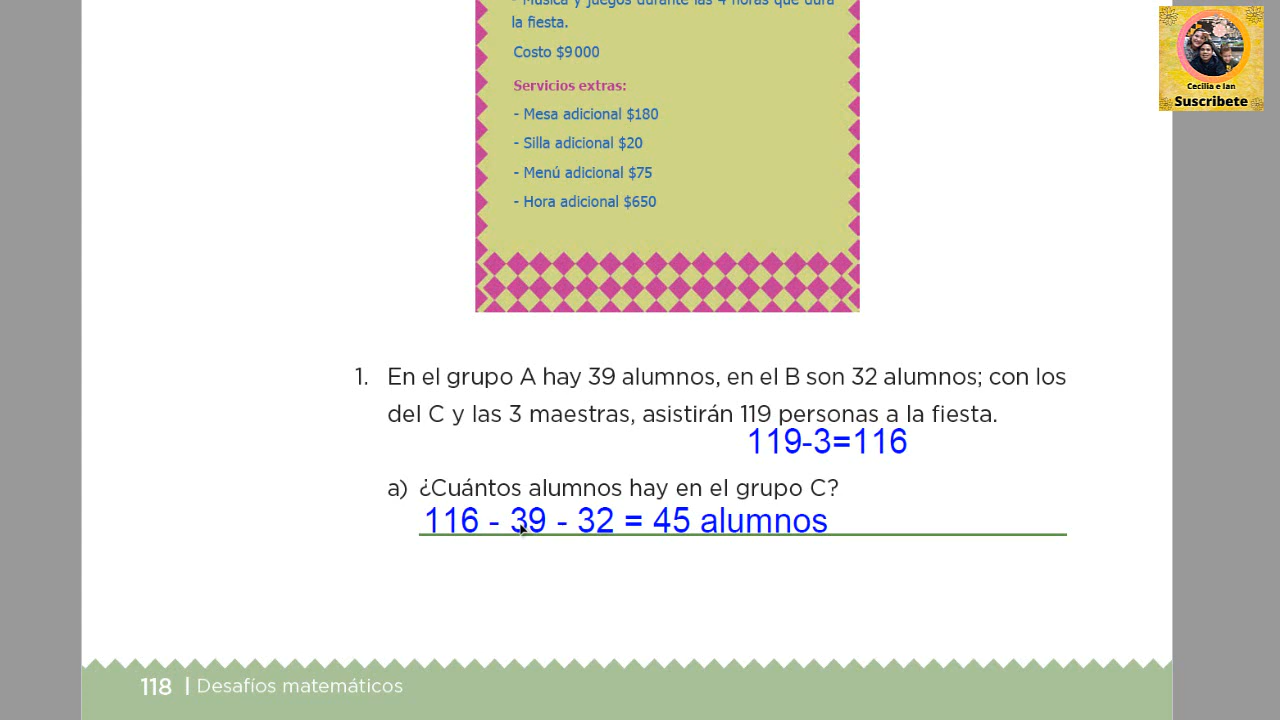 - Música y juegos durante las 4 horas que dura
la fiesta.
Costo $9000
Servicios extras:
- Mesa adicional $180
- Silla adicional $20
- Menú adicional $75
- Hora adicional $650
Cecilia e Ian
Suscribete
1. En el grupo A hay 39 alumnos, en el B son 32 alumnos; con los
del C y las 3 maestras, asistirán 119 personas a la fiesta.
119-3=116
a) ¿Cuántos alumnos hay en el grupo C?
116 - 39 - 32 = 45 alumnos
118 | Desafíos matemáticos